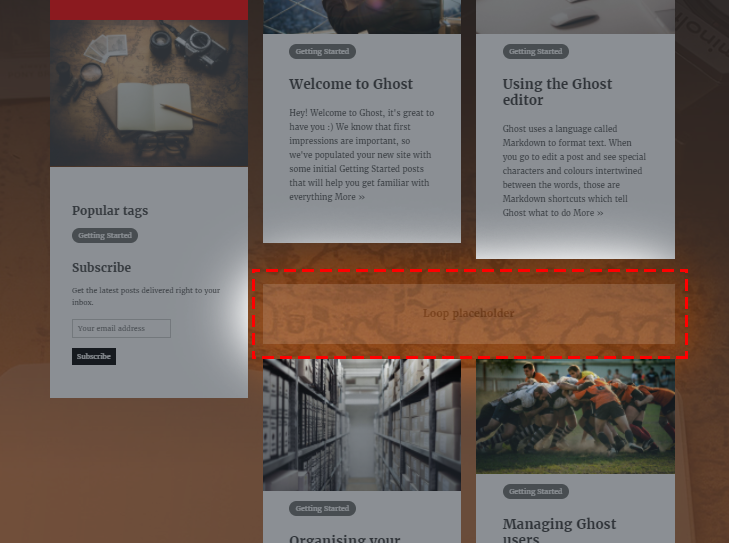 Popular tags
Getting Started
Subscribe
Get the latest posts delivered right to your
inbox.
Your email address
Subscribe
Getting Started
Welcome to Ghost
Hey! Welcome to Ghost, it's great to
have you :) We know that first
impressions are important, so
we've populated your new site with
some initial Getting Started posts
that will help you get familiar with
everything More »
Getting Started
Using the Ghost
editor
Ghost uses a language called
Markdown to format text. When
you go to edit a post and see special
characters and colours intertwined
between the words, those are
Markdown shortcuts which tell
Ghost what to do More »
Loop placeholder
Getting Started
Organising your
Getting Started
Managing Ghost
users